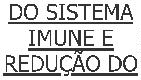 DO SISTEMA
IMUNE E
REDUÇÃO DO